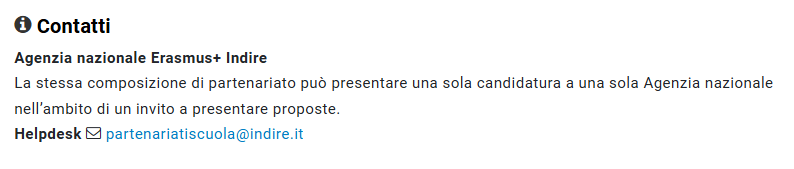 Contatti
Agenzia nazionale Erasmus+ Indire
La stessa composizione di partenariato può presentare una sola candidatura a una sola Agenzia nazionale
nell’ambito di un invito a presentare proposte.
Helpdesk partenariatiscuola@indire.it